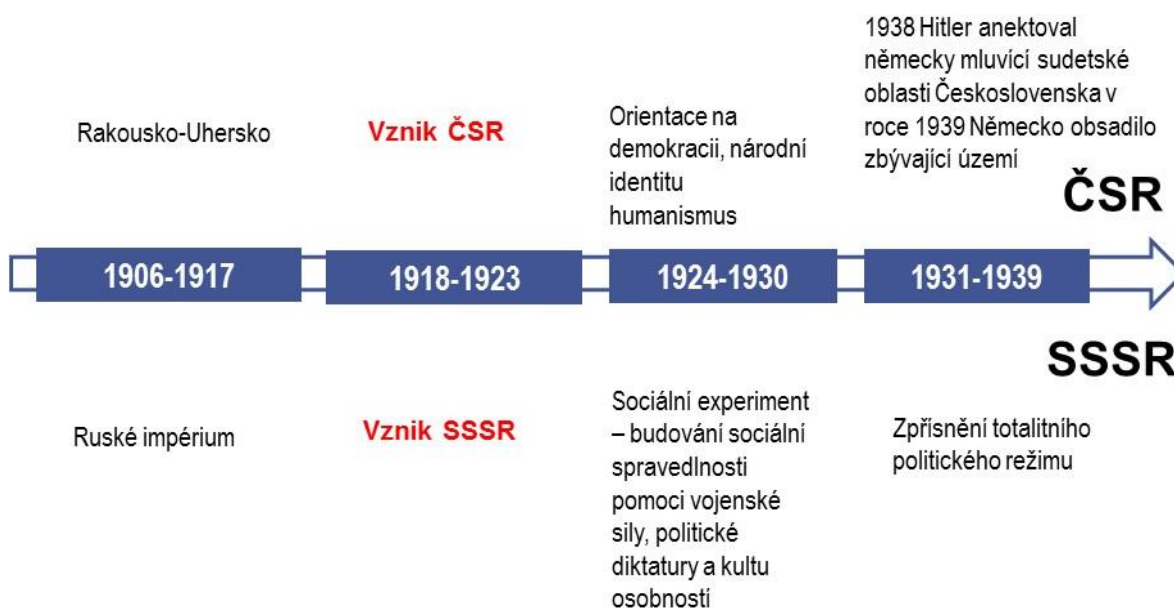 1938 Hitler anektoval
německy mluvící sudetské
oblasti Československa v
roce 1939 Německo obsadilo
zbývající území
Rakousko-Uhersko
Vznik ČSR
Orientace na
demokracii, národní
identitu
humanismus
ČSR
1906-1917
1918-1923
1924-1930
1931-1939
SSSR
Ruské impérium
Vznik SSSR
Sociální experiment
– budování sociální
spravedlnosti
pomoci vojenské
sily, politické
diktatury a kultu
osobností
Zpřísnění totalitního
politického režimu